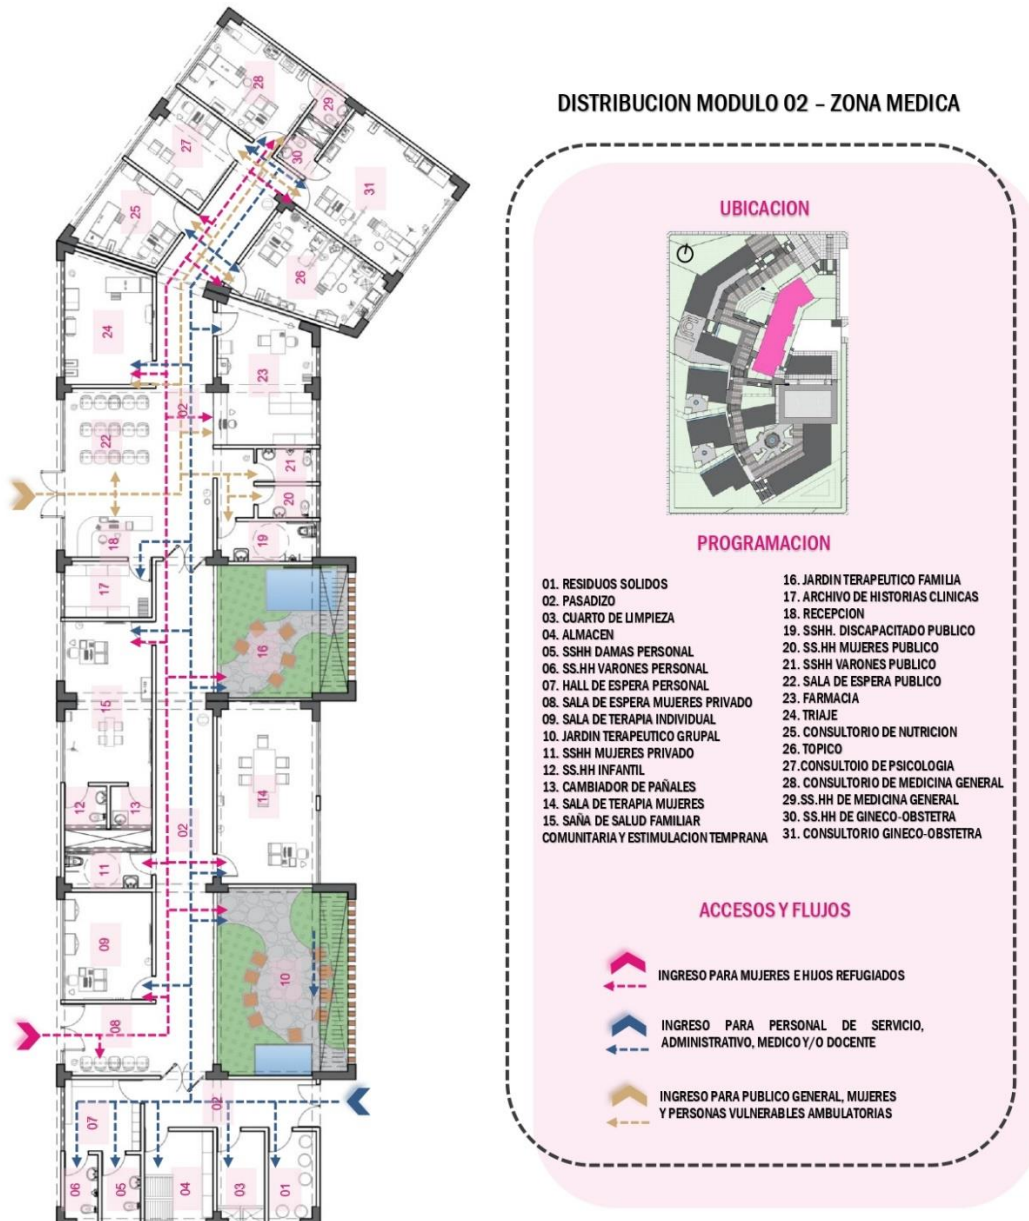 DISTRIBUCION MODULO 02 – ZONA MEDICA
UBICACION
PROGRAMACION
01. RESIDUOS SOLIDOS
02. PASADIZO
03. CUARTO DE LIMPIEZA
04. ALMACEN
05. SSHH DAMAS PERSONAL
06. SS.HH VARONES PERSONAL
07. HALL DE ESPERA PERSONAL
08. SALA DE ESPERA MUJERES PRIVADO
09. SALA DE TERAPIA INDIVIDUAL
10. JARDIN TERAPEUTICO GRUPAL
11. SSHH MUJERES PRIVADO
12. SS.HH INFANTIL
13. CAMBIADOR DE PAÑALES
14. SALA DE TERAPIA MUJERES
15. SAÑA DE SALUD FAMILIAR
COMUNITARIA Y ESTIMULACION TEMPRANA
16. JARDIN TERAPEUTICO FAMILIA
17. ARCHIVO DE HISTORIAS CLINICAS
18. RECEPCION
19. SSHH. DISCAPACITADO PUBLICO
20. SS.HH MUJERES PUBLICO
21. SSHH VARONES PUBLICO
22. SALA DE ESPERA PUBLICO
23. FARMACIA
24. TRIAJE
25. CONSULTORIO DE NUTRICION
26. TOPICO
27.CONSULTOIO DE PSICOLOGIA
28. CONSULTORIO DE MEDICINA GENERAL
29.SS.HH DE MEDICINA GENERAL
30. SS.HH DE GINECO-OBSTETRA
31. CONSULTORIO GINECO-OBSTETRA
ACCESOS Y FLUJOS
INGRESO PARA MUJERES E HIJOS REFUGIADOS
INGRESO PARA PERSONAL DE SERVICIO,
ADMINISTRATIVO, MEDICO Y/O DOCENTE
INGRESO PARA PUBLICO GENERAL, MUJERES
Y PERSONAS VULNERABLES AMBULATORIAS
28
29
27
30
31
25
26
24
23
02
22
21
20
18
19
17
16
15
14
12
13
02
11
09
10
08
02
07
06
05
04
03
01